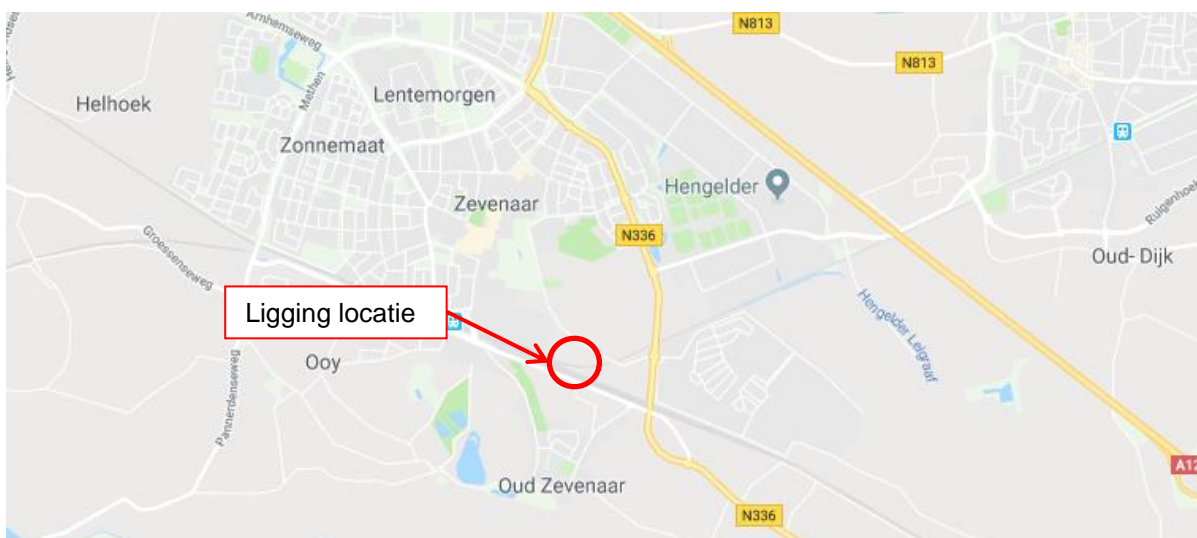 Arnhemseweg
N813
N813
Helhoek
Methen
Lentemorgen
Zonnemaat
Zevenaar
Hengelder
N336
Ruiganhoek
Groessenseweg
Oud- Dijk
Ligging locatie
Hengelder Leigraaf
Ooy
Pannerdenseweg
A12
Oud Zevenaar
N336